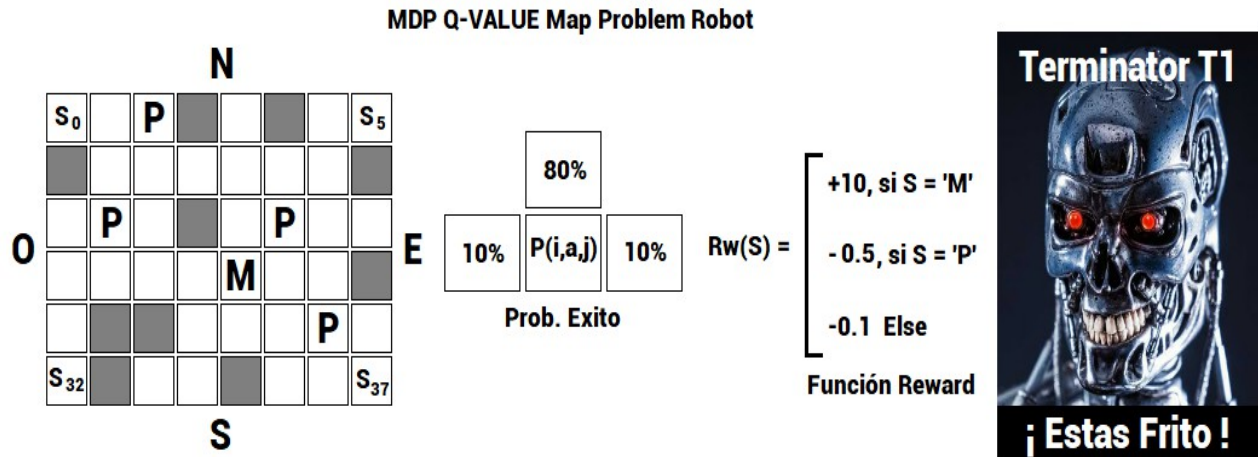 MDP Q-VALUE Map Problem Robot
N
S0 P S5
O P P E
M
P
S32 S37
S
80%
10% P(i,a,j) 10%
Prob. Exito
Rw(S) =
+10, si S = 'M'
- 0.5, si S = 'P'
-0.1 Else
Función Reward
Terminator T1
¡ Estas Frito !